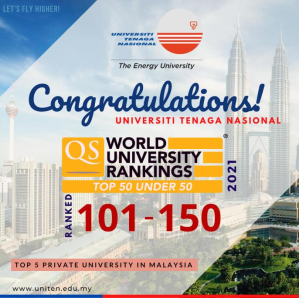 LET'S FLY HIGHER!
UNIVERSITI
TENAGA
NASIONAL
The Energy University
Congratulations!
UNIVERSITI TENAGA NASIONAL
QS WORLD
UNIVERSITY
RANKINGS
®
TOP 50 UNDER 50
2021
RANKED
101-150
TOP 5 PRIVATE UNIVERSITY IN MALAYSIA
www.uniten.edu.my